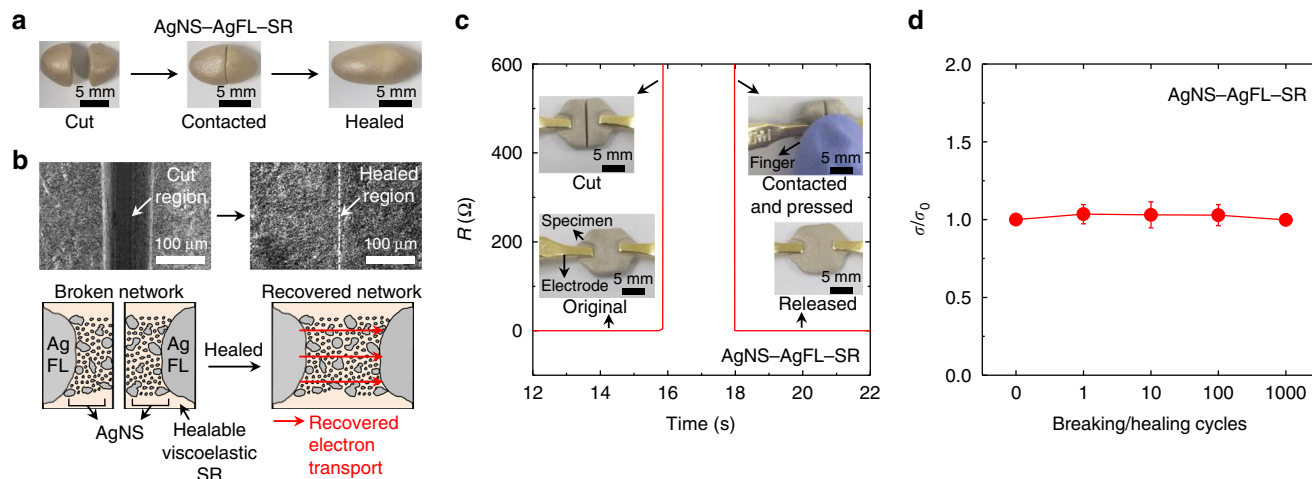 a
AgNS–AgFL–SR
5 mm
5 mm
5 mm
Cut
Contacted
Healed
b
Cut
region
100 μm
Healed
region
100 μm
Broken network
Recovered network
Ag
FL
Ag
FL
Healed
AgNS
Healable
viscoelastic
SR
Recovered
electron
transport
c
600
400
200
0
R (Ω)
5 mm
Cut
Finger
5 mm
Contacted
and pressed
Specimen
Electrode
5 mm
Original
5 mm
Released
AgNS–AgFL–SR
12
14
16
18
20
22
Time (s)
d
2.0
1.5
1.0
0.5
0.0
σ/σ0
AgNS–AgFL–SR
0
1
10
100
1000
Breaking/healing cycles